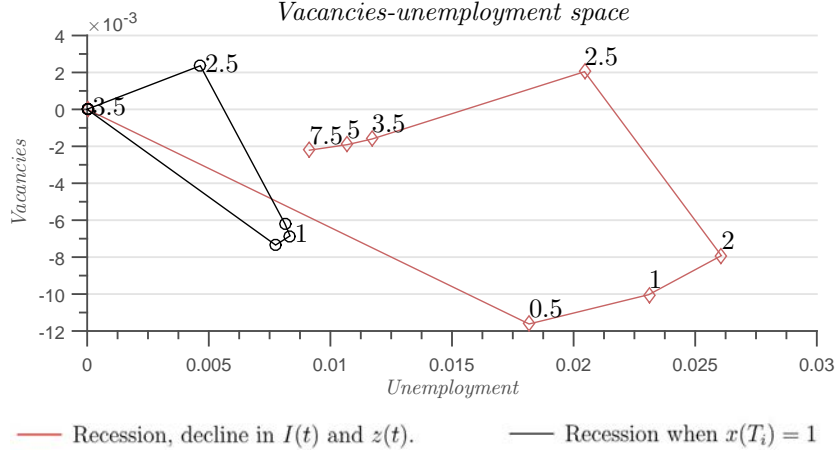 Vacancies-unemployment space
×10⁻³
4
2
0
-2
-4
-6
-8
-10
-12
Vacancies
2.5
2.5
3.5
7.5 5 3.5
1
2
1
0.5
0 0.005 0.01 0.015 0.02 0.025 0.03
Unemployment
Recession, decline in I(t) and z(t). Recession when x(Tᵢ) = 1